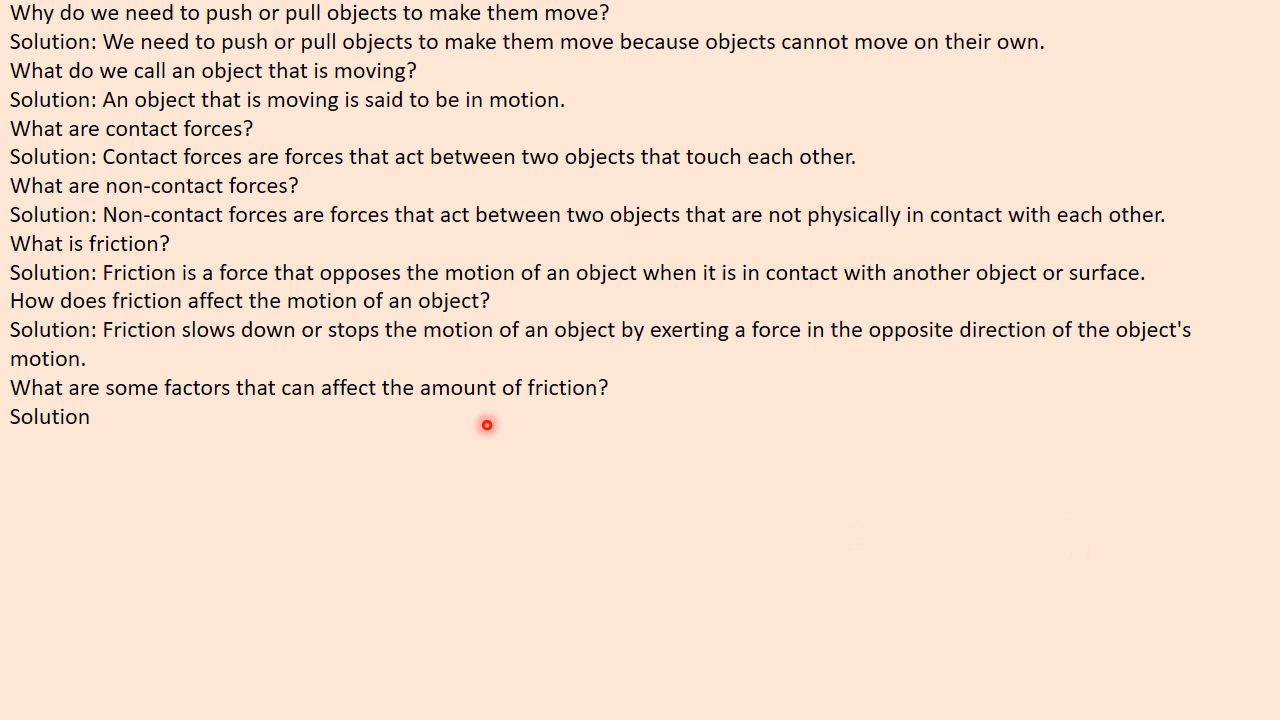 Why do we need to push or pull objects to make them move?
Solution: We need to push or pull objects to make them move because objects cannot move on their own.
What do we call an object that is moving?
Solution: An object that is moving is said to be in motion.
What are contact forces?
Solution: Contact forces are forces that act between two objects that touch each other.
What are non-contact forces?
Solution: Non-contact forces are forces that act between two objects that are not physically in contact with each other.
What is friction?
Solution: Friction is a force that opposes the motion of an object when it is in contact with another object or surface.
How does friction affect the motion of an object?
Solution: Friction slows down or stops the motion of an object by exerting a force in the opposite direction of the object's
motion.
What are some factors that can affect the amount of friction?
Solution